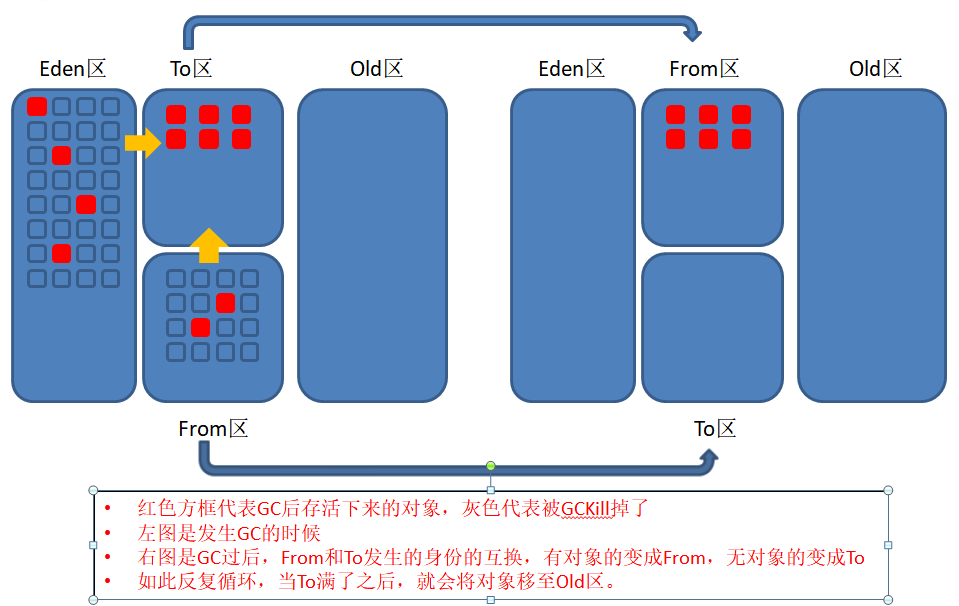 Eden区 To区 Old区 Eden区 From区 Old区
From区 To区
• 红色方框代表GC后存活下来的对象，灰色代表被GCKill掉了
• 左图是发生GC的时候
• 右图是GC过后，From和To发生的身份的互换，有对象的变成From，无对象的变成To
• 如此反复循环，当To满了之后，就会将对象移至Old区。